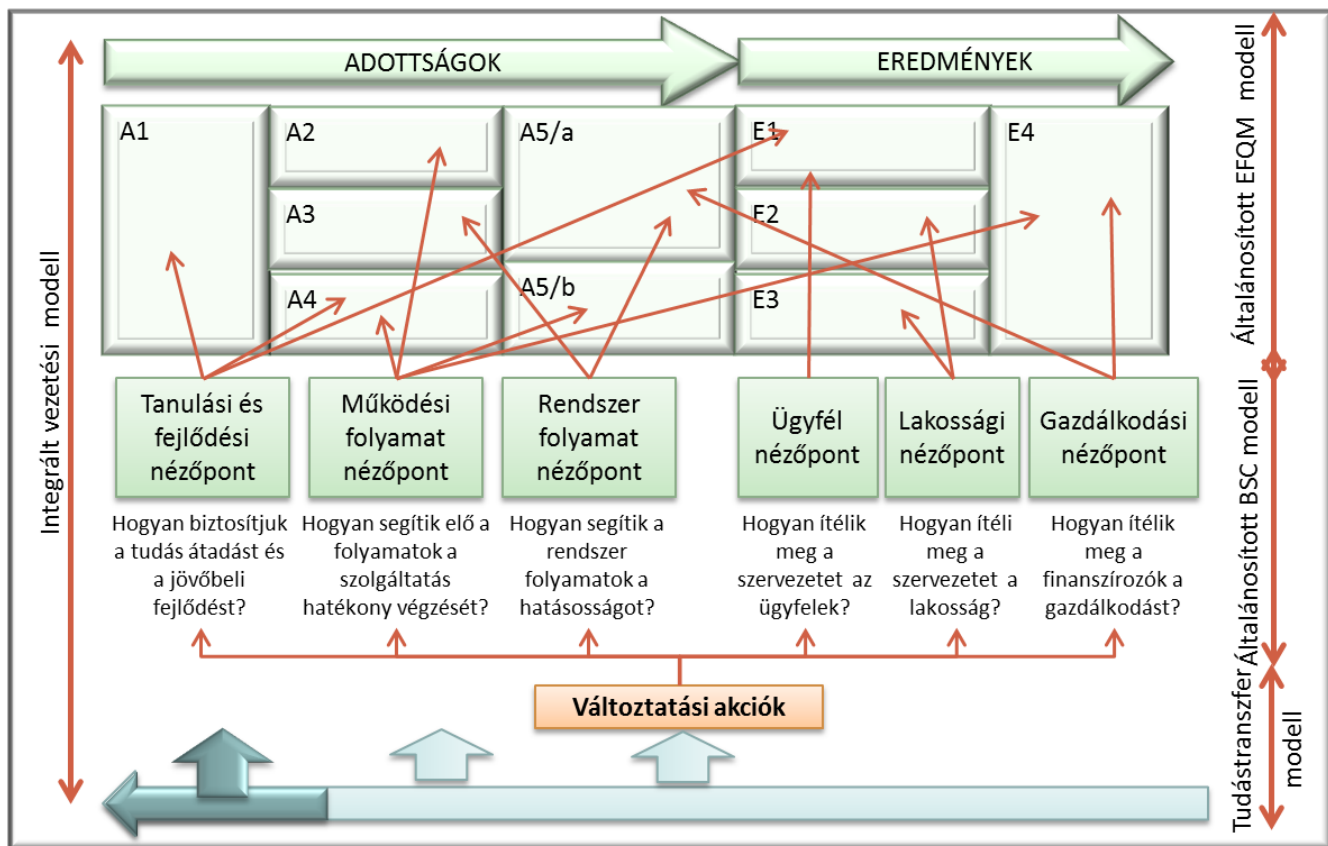 ADOTTSÁGOK
EREDMÉNYEK
A1
A2
A3
A4
A5/a
A5/b
E1
E2
E3
E4
Tanulási és
fejlődési
nézőpont
Működési
folyamat
nézőpont
Rendszer
folyamat
nézőpont
Ügyfél
nézőpont
Lakossági
nézőpont
Gazdálkodási
nézőpont
Hogyan biztosítjuk
a tudás átadást és
a jövőbeli
fejlődést?
Hogyan segítik elő a
folyamatok a
szolgáltatás
hatékony végzését?
Hogyan segítik a
rendszer
folyamatok a
hatásosságot?
Hogyan ítélik
meg a
szervezetet az
ügyfelek?
Hogyan ítéli
meg a
szervezetet a
lakosság?
Hogyan ítélik
meg a
finanszírozók a
gazdálkodást?
Változtatási akciók
Integrált vezetési modell
Általánosított EFQM modell
Általánosított BSC modell
Tudástranszfer
modell